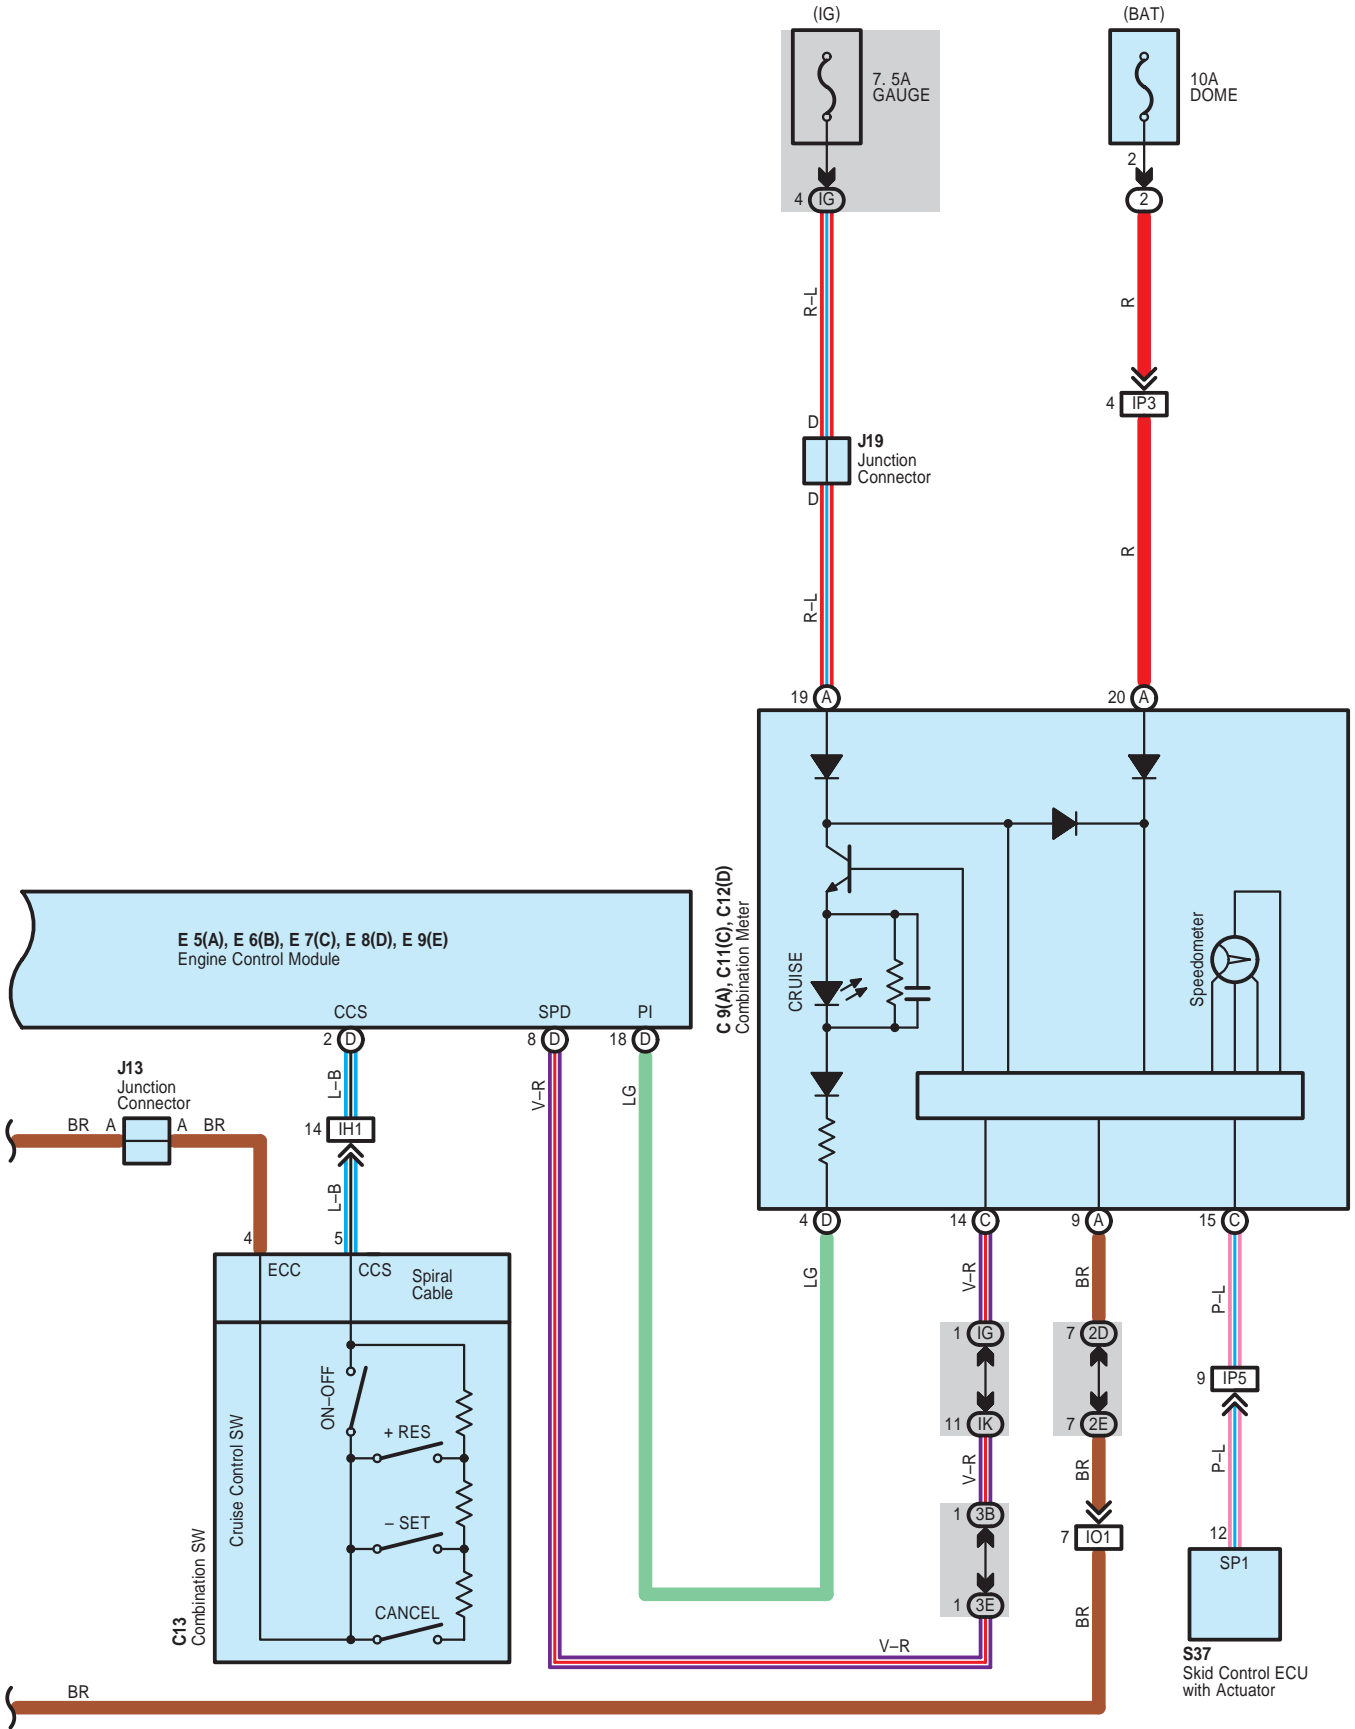 (IG)
(BAT)
7. 5A
GAUGE
10A
DOME
2
4 IG
2
R–L
R
4 IP3
D
J19
Junction
Connector
D
R–L
R
19 A
20 A
C 9(A), C11(C), C12(D)
Combination Meter
CRUISE
Speedometer
E 5(A), E 6(B), E 7(C), E 8(D), E 9(E)
Engine Control Module
CCS
SPD
PI
2 D
8 D
18 D
J13
Junction
Connector
BR A
A BR
L–B
V–R
LG
14 IH1
L–B
4
5
ECC
CCS
Spiral
Cable
4 D
14 C
9 A
15 C
LG
V–R
BR
P–L
1 IG
7 2D
9 IP5
11 IK
7 2E
V–R
BR
P–L
1 3B
7 IO1
12
SP1
1 3E
BR
V–R
S37
Skid Control ECU
with Actuator
ON–OFF
+ RES
– SET
CANCEL
Cruise Control SW
C13
Combination SW
BR